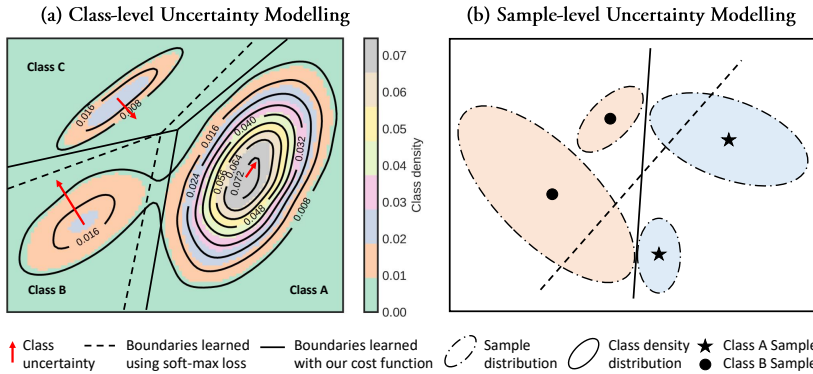 (a) Class-level Uncertainty Modelling
(b) Sample-level Uncertainty Modelling
Class C
0.016
0.008
0.016
0.040
0.032
0.024
0.056
0.064
0.072
0.048
0.008
0.016
Class B
Class A
0.07
0.06
0.05
0.04
0.03
0.02
0.01
0.00
Class density
Class
uncertainty
Boundaries learned
using soft-max loss
Boundaries learned
with our cost function
Sample
distribution
Class density
distribution
Class A Sample
Class B Sample